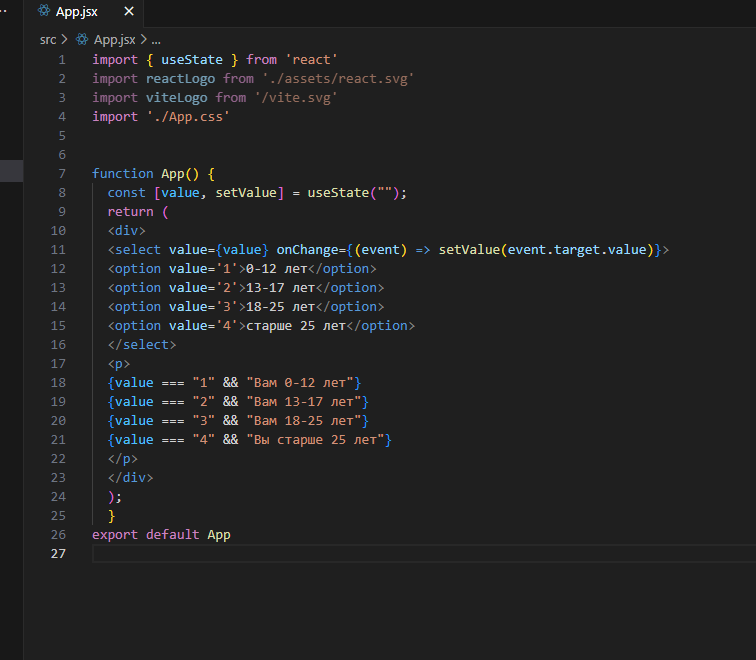 App.jsx ×
src > App.jsx > ...
1 import { useState } from 'react'
2 import reactLogo from './assets/react.svg'
3 import viteLogo from '/vite.svg'
4 import './App.css'
5
6
7 function App() {
8 const [value, setValue] = useState("");
9 return (
10 <div>
11 <select value={value} onChange={(event) => setValue(event.target.value)}>
12 <option value='1'>0-12 лет</option>
13 <option value='2'>13-17 лет</option>
14 <option value='3'>18-25 лет</option>
15 <option value='4'>старше 25 лет</option>
16 </select>
17 <p>
18 {value === "1" && "Вам 0-12 лет"}
19 {value === "2" && "Вам 13-17 лет"}
20 {value === "3" && "Вам 18-25 лет"}
21 {value === "4" && "Вы старше 25 лет"}
22 </p>
23 </div>
24 );
25 }
26 export default App
27